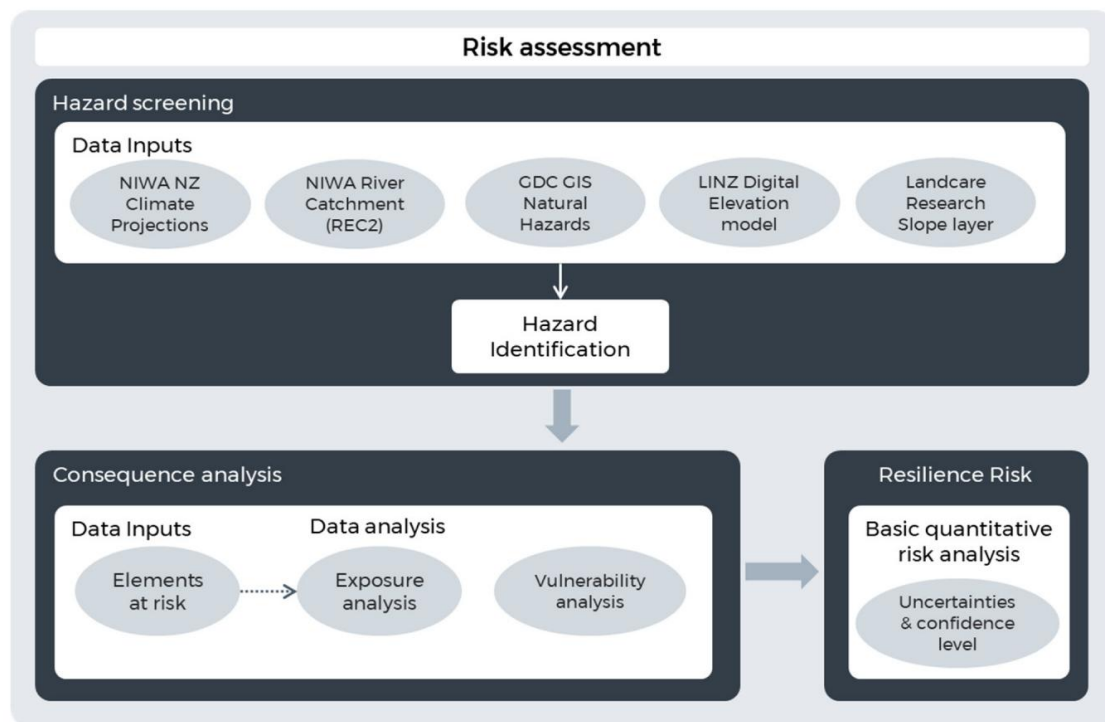 Risk assessment
Hazard screening
Data Inputs
NIWA NZ
Climate
Projections
NIWA River
Catchment
(REC2)
GDC GIS
Natural
Hazards
LINZ Digital
Elevation
model
Landcare
Research
Slope layer
Hazard
Identification
Consequence analysis
Data Inputs
Elements
at risk
Data analysis
Exposure
analysis
Vulnerability
analysis
Resilience Risk
Basic quantitative
risk analysis
Uncertainties
& confidence
level